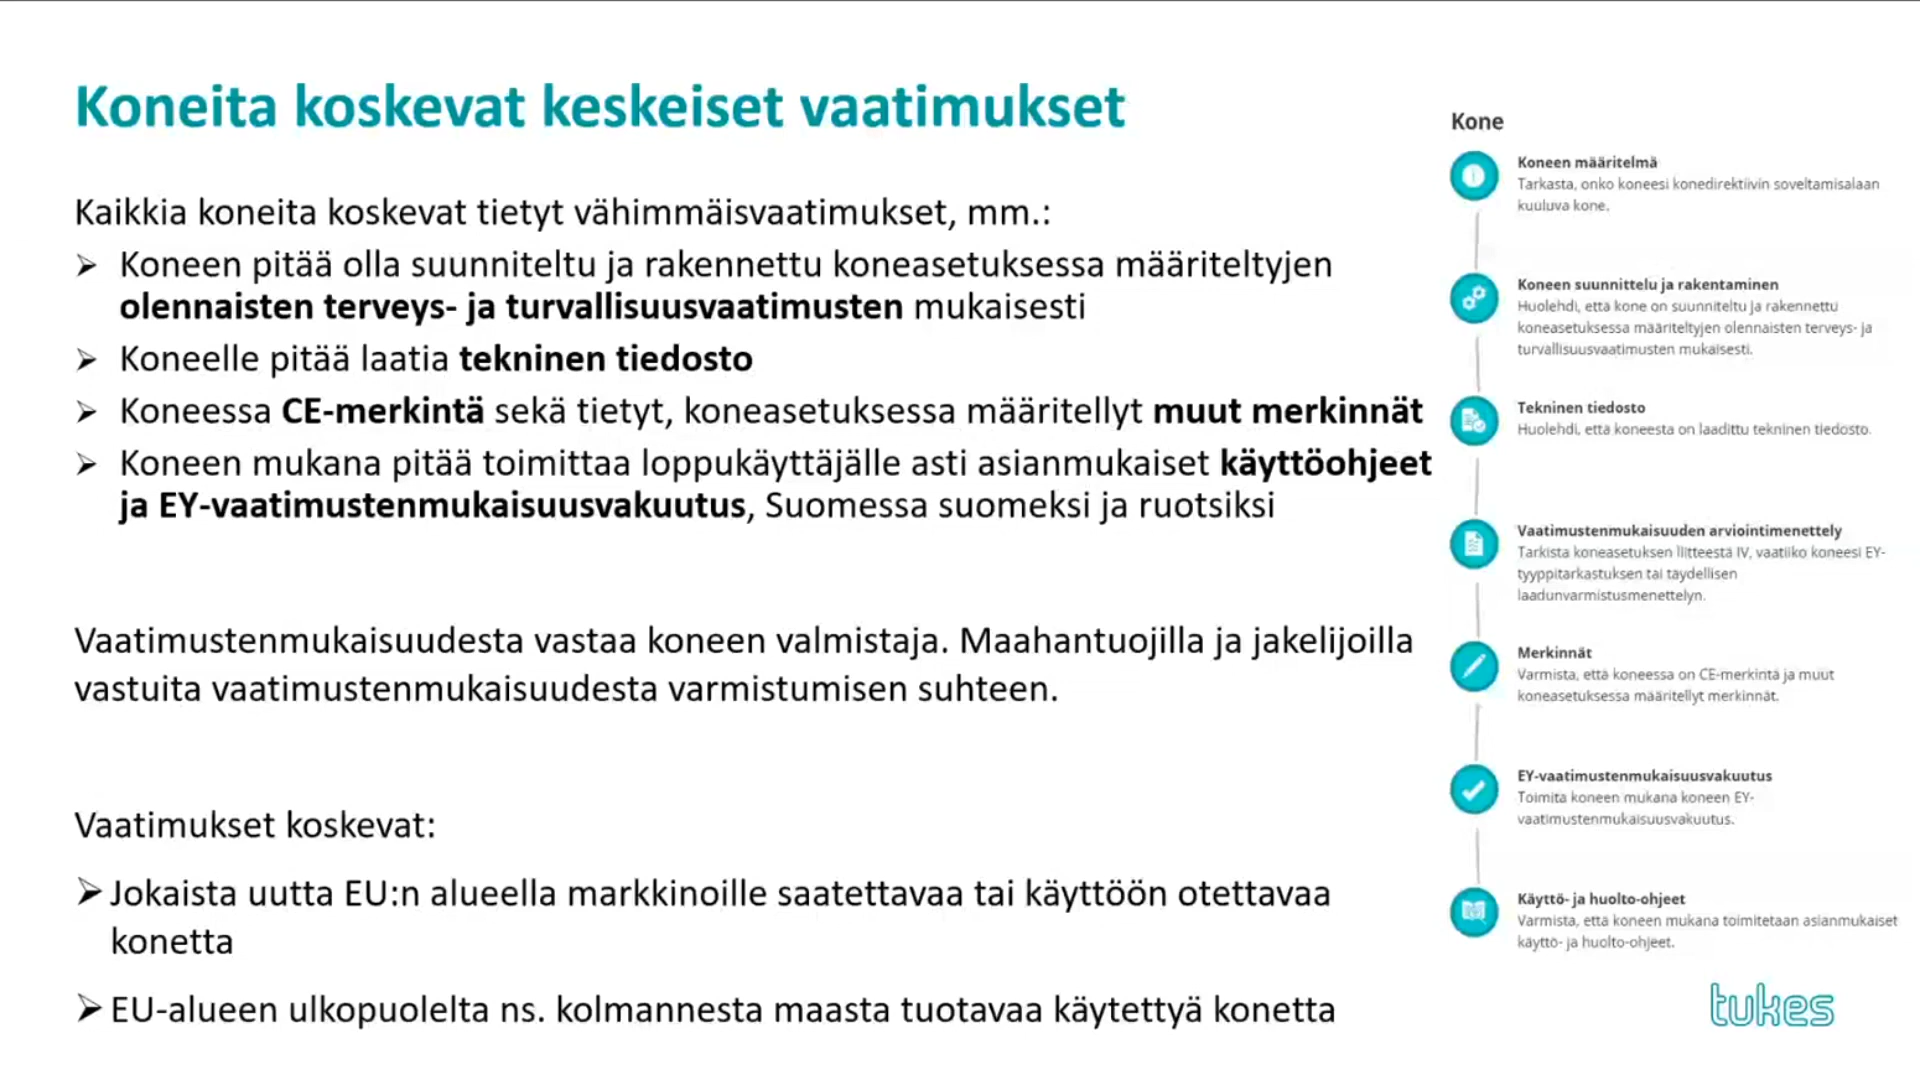 Koneita koskevat keskeiset vaatimukset
Kaikkia koneita koskevat tietyt vähimmäisvaatimukset, mm.:
Koneen pitää olla suunniteltu ja rakennettu koneasetuksessa määriteltyjen
olennaisten terveys- ja turvallisuusvaatimusten mukaisesti
Koneelle pitää laatia tekninen tiedosto
Koneessa CE-merkintä sekä tietyt, koneasetuksessa määritellyt muut merkinnät
Koneen mukana pitää toimittaa loppukäyttäjälle asti asianmukaiset käyttöohjeet
ja EY-vaatimustenmukaisuusvakuutus, Suomessa suomeksi ja ruotsiksi
Vaatimustenmukaisuudesta vastaa koneen valmistaja. Maahantuojilla ja jakelijoilla
vastuita vaatimustenmukaisuudesta varmistumisen suhteen.
Vaatimukset koskevat:
Jokaista uutta EU:n alueella markkinoille saatettavaa tai käyttöön otettavaa
konetta
EU-alueen ulkopuolelta ns. kolmannesta maasta tuotavaa käytettyä konetta
Kone
Koneen määritelmä
Tarkasta, onko koneesi konedirektiivin soveltamisalaan
kuuluva kone.
Koneen suunnittelu ja rakentaminen
Huolehdi, että kone on suunniteltu ja rakennettu
koneasetuksessa määriteltyjen olennaisten terveys- ja
turvallisuusvaatimusten mukaisesti.
Tekninen tiedosto
Huolehdi, että koneesta on laadittu tekninen tiedosto.
Vaatimustenmukaisuuden arviointimenettely
Tarkista koneasetuksen liitteestä IV, vaatiiko koneesi EY-
tyyppitarkastuksen tai täydellisen
laadunvarmistusmenettelyn.
Merkinnät
Varmista, että koneessa on CE-merkintä ja muut
koneasetuksessa määritellyt merkinnät.
EY-vaatimustenmukaisuusvakuutus
Toimita koneen mukana koneen EY-
vaatimustenmukaisuusvakuutus.
Käyttö- ja huolto-ohjeet
Varmista, että koneen mukana toimitetaan asianmukaiset
käyttö- ja huolto-ohjeet.
tukes